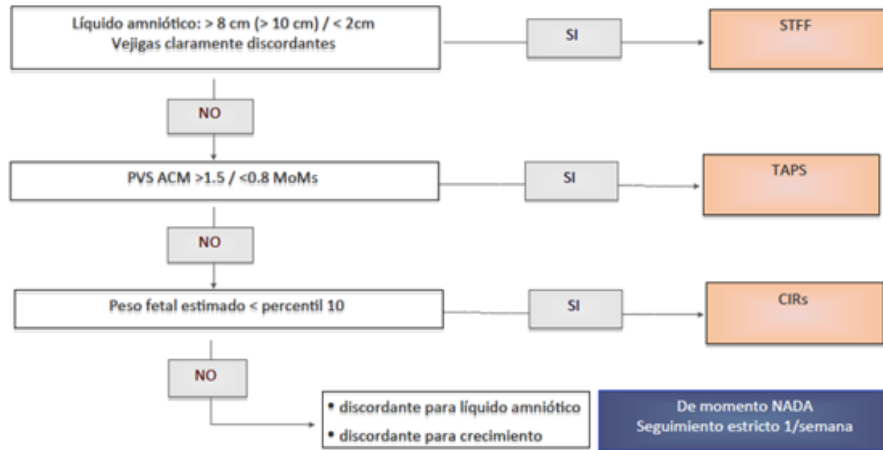 Líquido amniótico: > 8 cm (> 10 cm) / < 2cm
Vejigas claramente discordantes
SI
STFF
NO
PVS ACM >1.5 / <0.8 MoMs
SI
TAPS
NO
Peso fetal estimado < percentil 10
SI
CIRs
NO
• discordante para líquido amniótico
• discordante para crecimiento
De momento NADA
Seguimiento estricto 1/semana